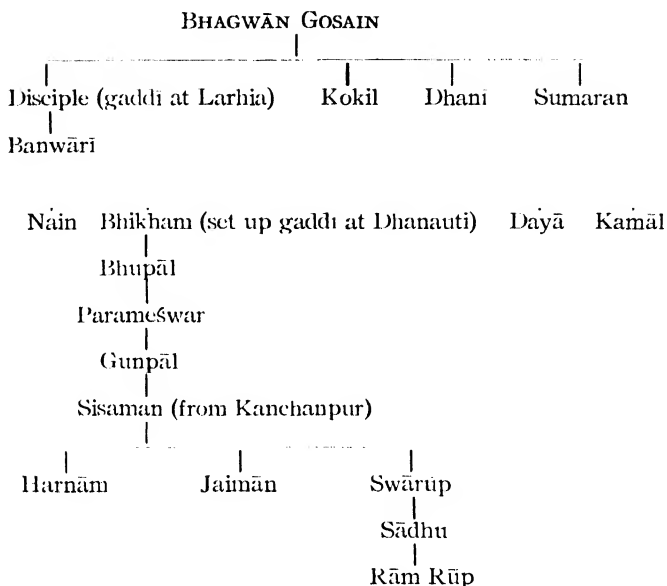 BHAGWĀN GOSAIN
Disciple (gaddi at Larhia) Kokil Dhani Sumaran
Banwārī
Nain Bhikham (set up gaddi at Dhanauti) Dayā Kamāl
Bhupāl
Parameśwar
Gunpāl
Sisaman (from Kanchanpur)
Harnām Jaimān Swārup
Sādhu
Rām Rūp